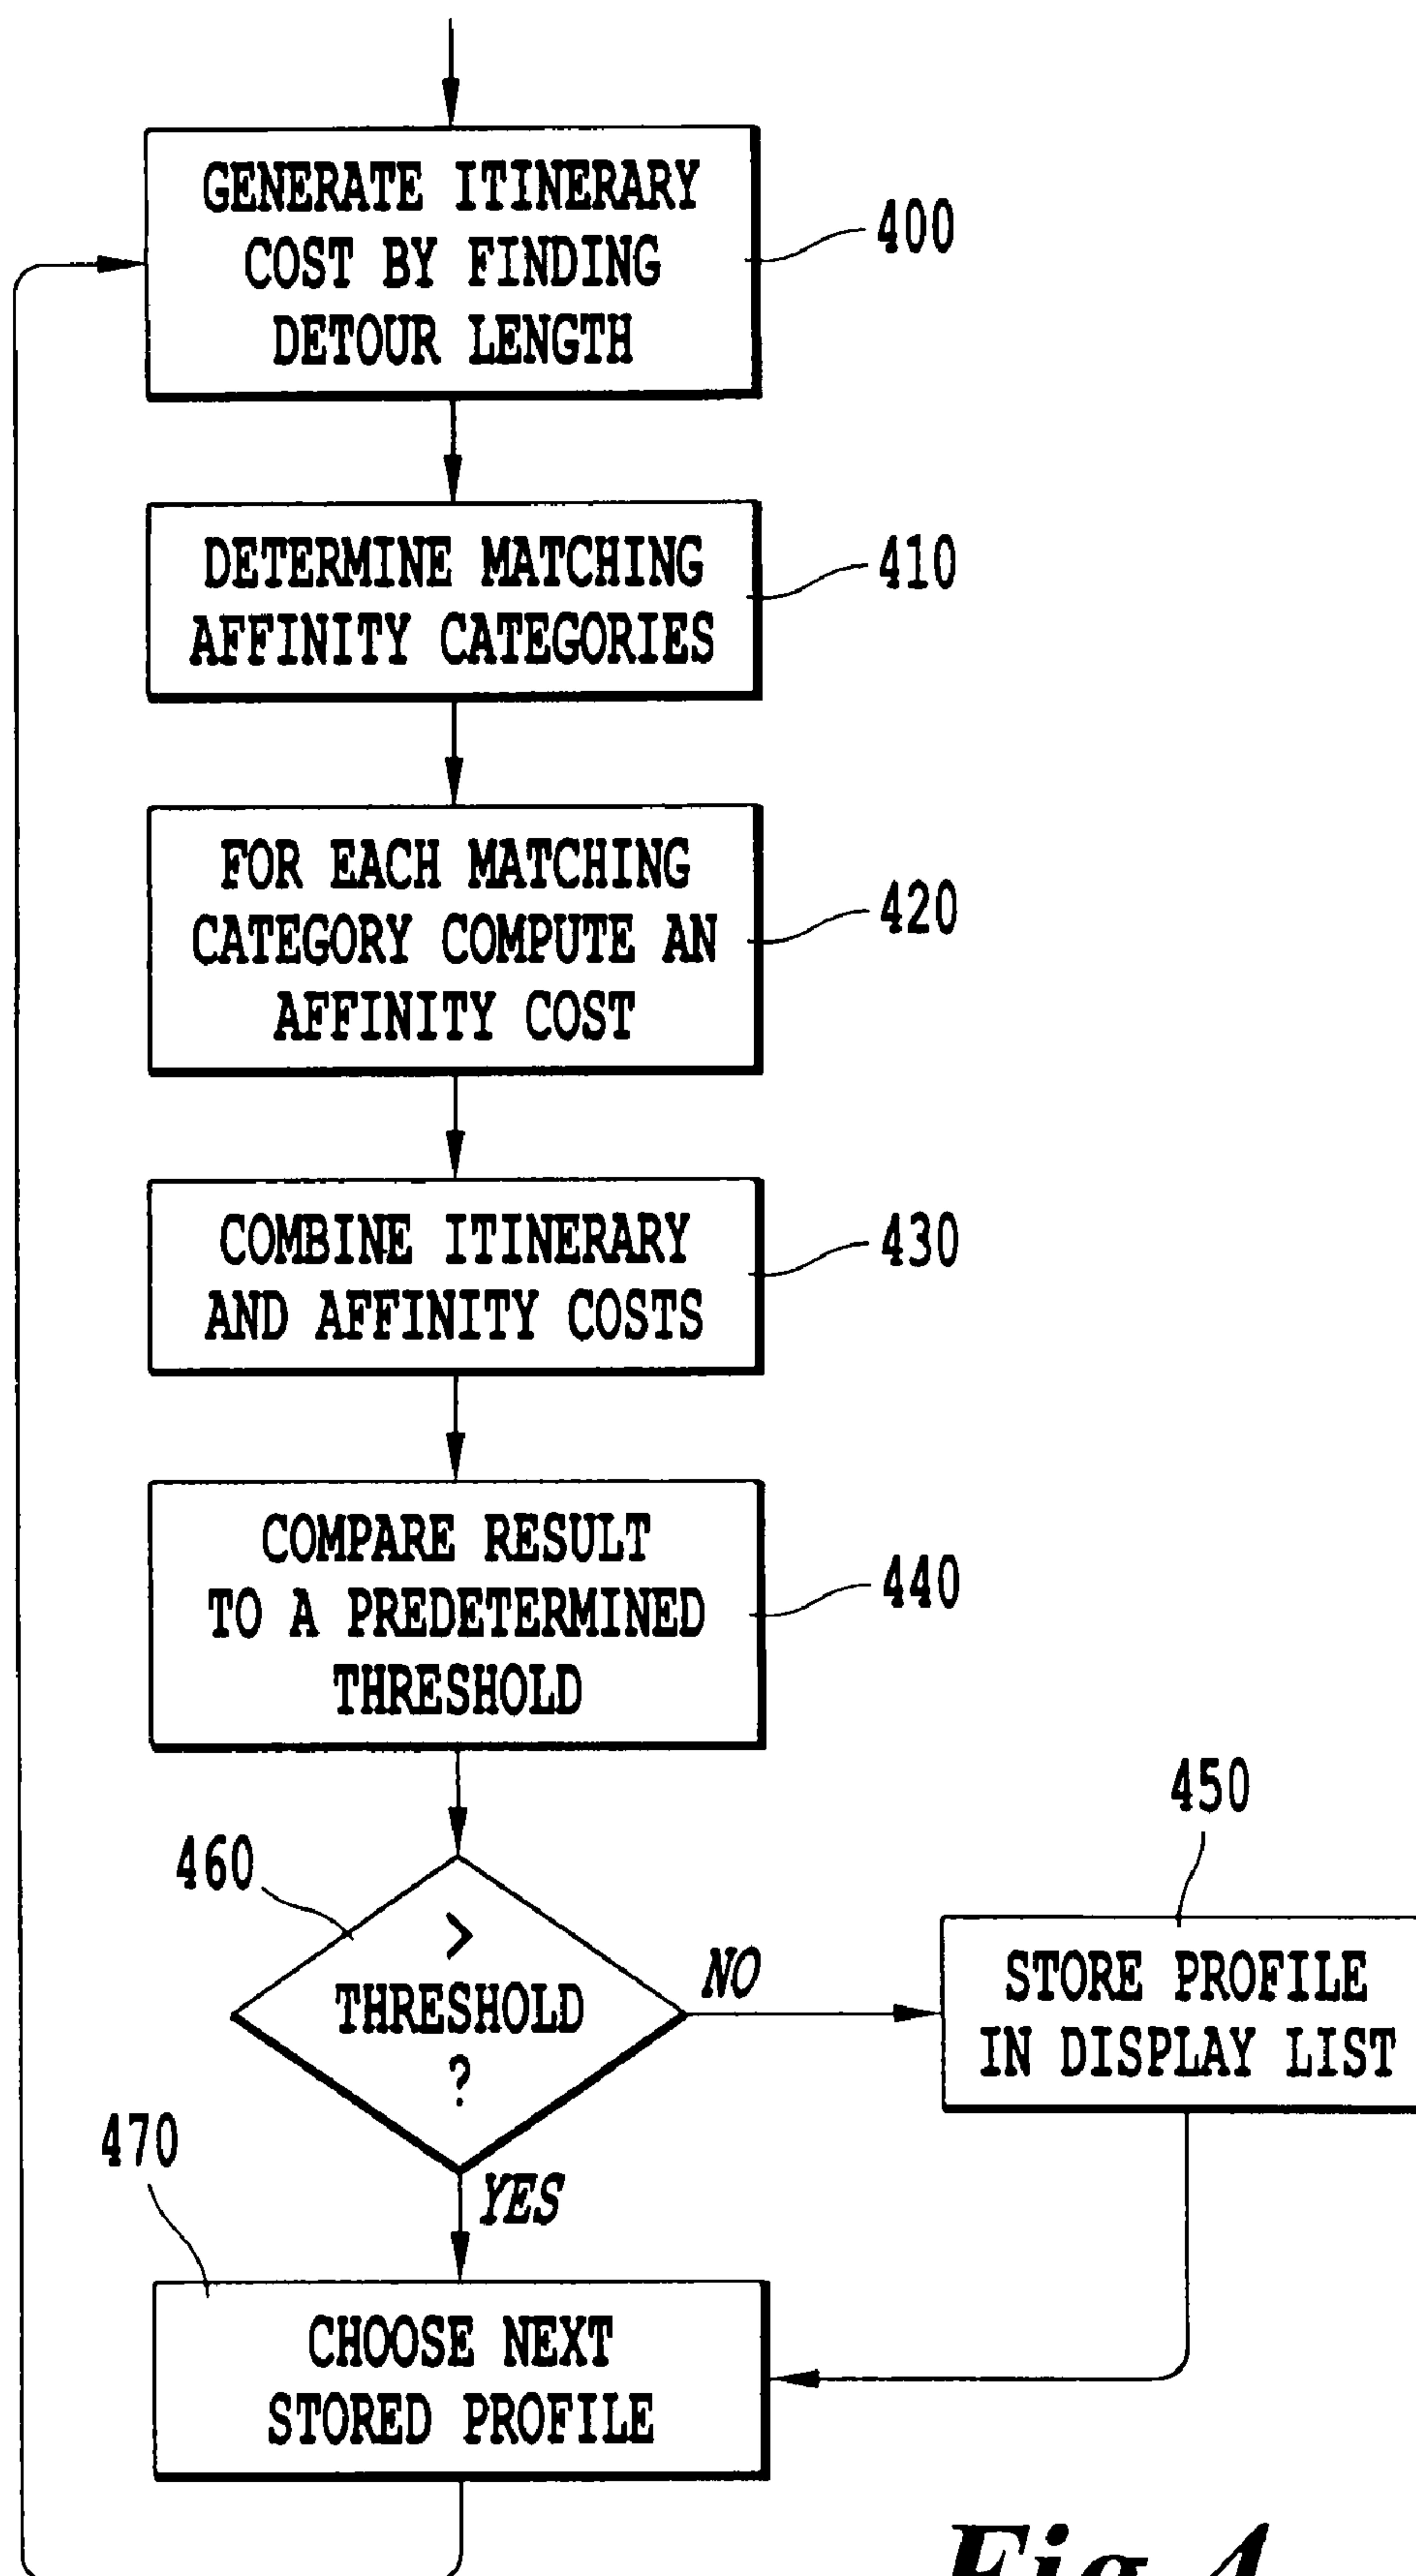 GENERATE ITINERARY
COST BY FINDING
DETOUR LENGTH
400
DETERMINE MATCHING
AFFINITY CATEGORIES
410
FOR EACH MATCHING
CATEGORY COMPUTE AN
AFFINITY COST
420
COMBINE ITINERARY
AND AFFINITY COSTS
430
COMPARE RESULT
TO A PREDETERMINED
THRESHOLD
440
460
>
THRESHOLD
?
NO
450
STORE PROFILE
IN DISPLAY LIST
YES
470
CHOOSE NEXT
STORED PROFILE
Fig. 4